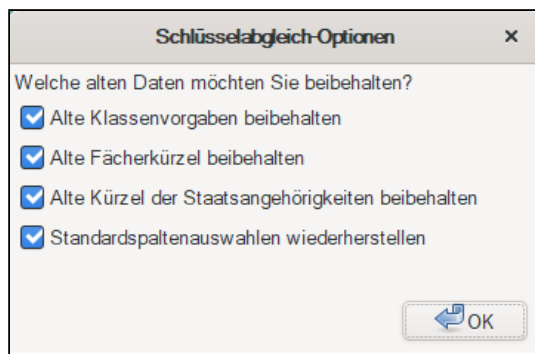 Schlüsselabgleich-Optionen
Welche alten Daten möchten Sie beibehalten?
Alte Klassenvorgaben beibehalten
Alte Fächerkürzel beibehalten
Alte Kürzel der Staatsangehörigkeiten beibehalten
Standardspaltenauswahlen wiederherstellen
OK